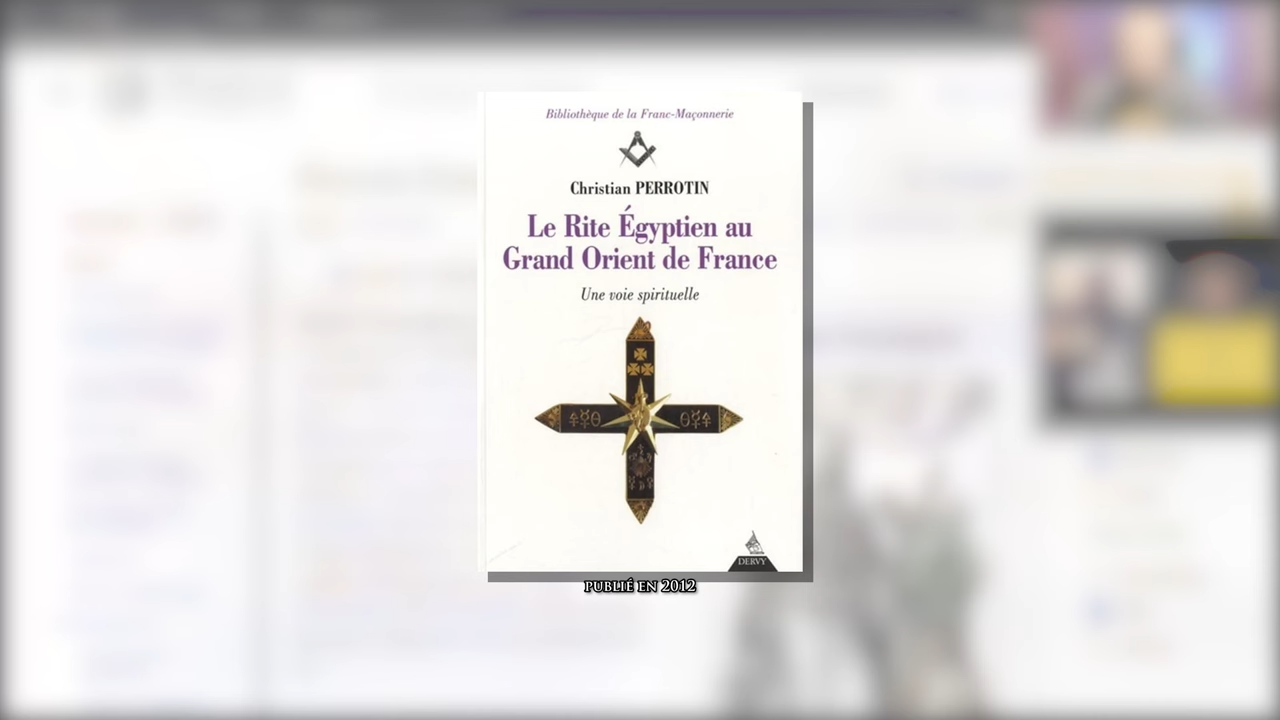 Bibliothèque de la Franc-Maçonnerie
Christian PERROTIN
Le Rite Égyptien au
Grand Orient de France
Une voie spirituelle
DERVY
PUBLIÉ EN 2012